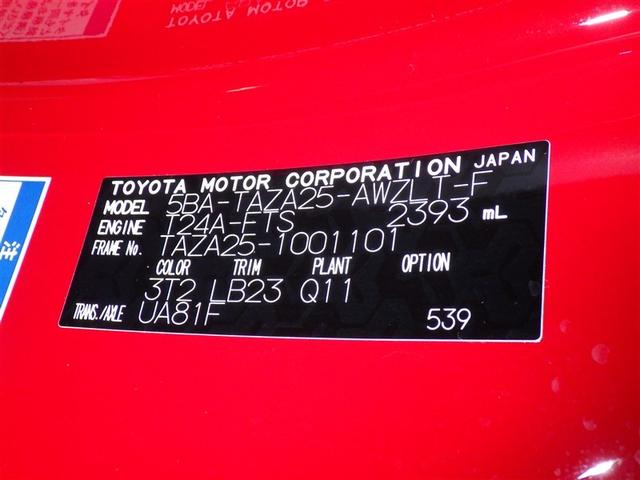 TOYOTA MOTOR CORPORATION JAPAN
MODEL 5BA-TAZA25-AWZLT-F
ENGINE T24A-FTS 2393 mL
FRAME No. TAZA25-1001101
COLOR TRIM PLANT OPTION
3T2 LB23 Q11
TRANS./AXLE UA81F 539